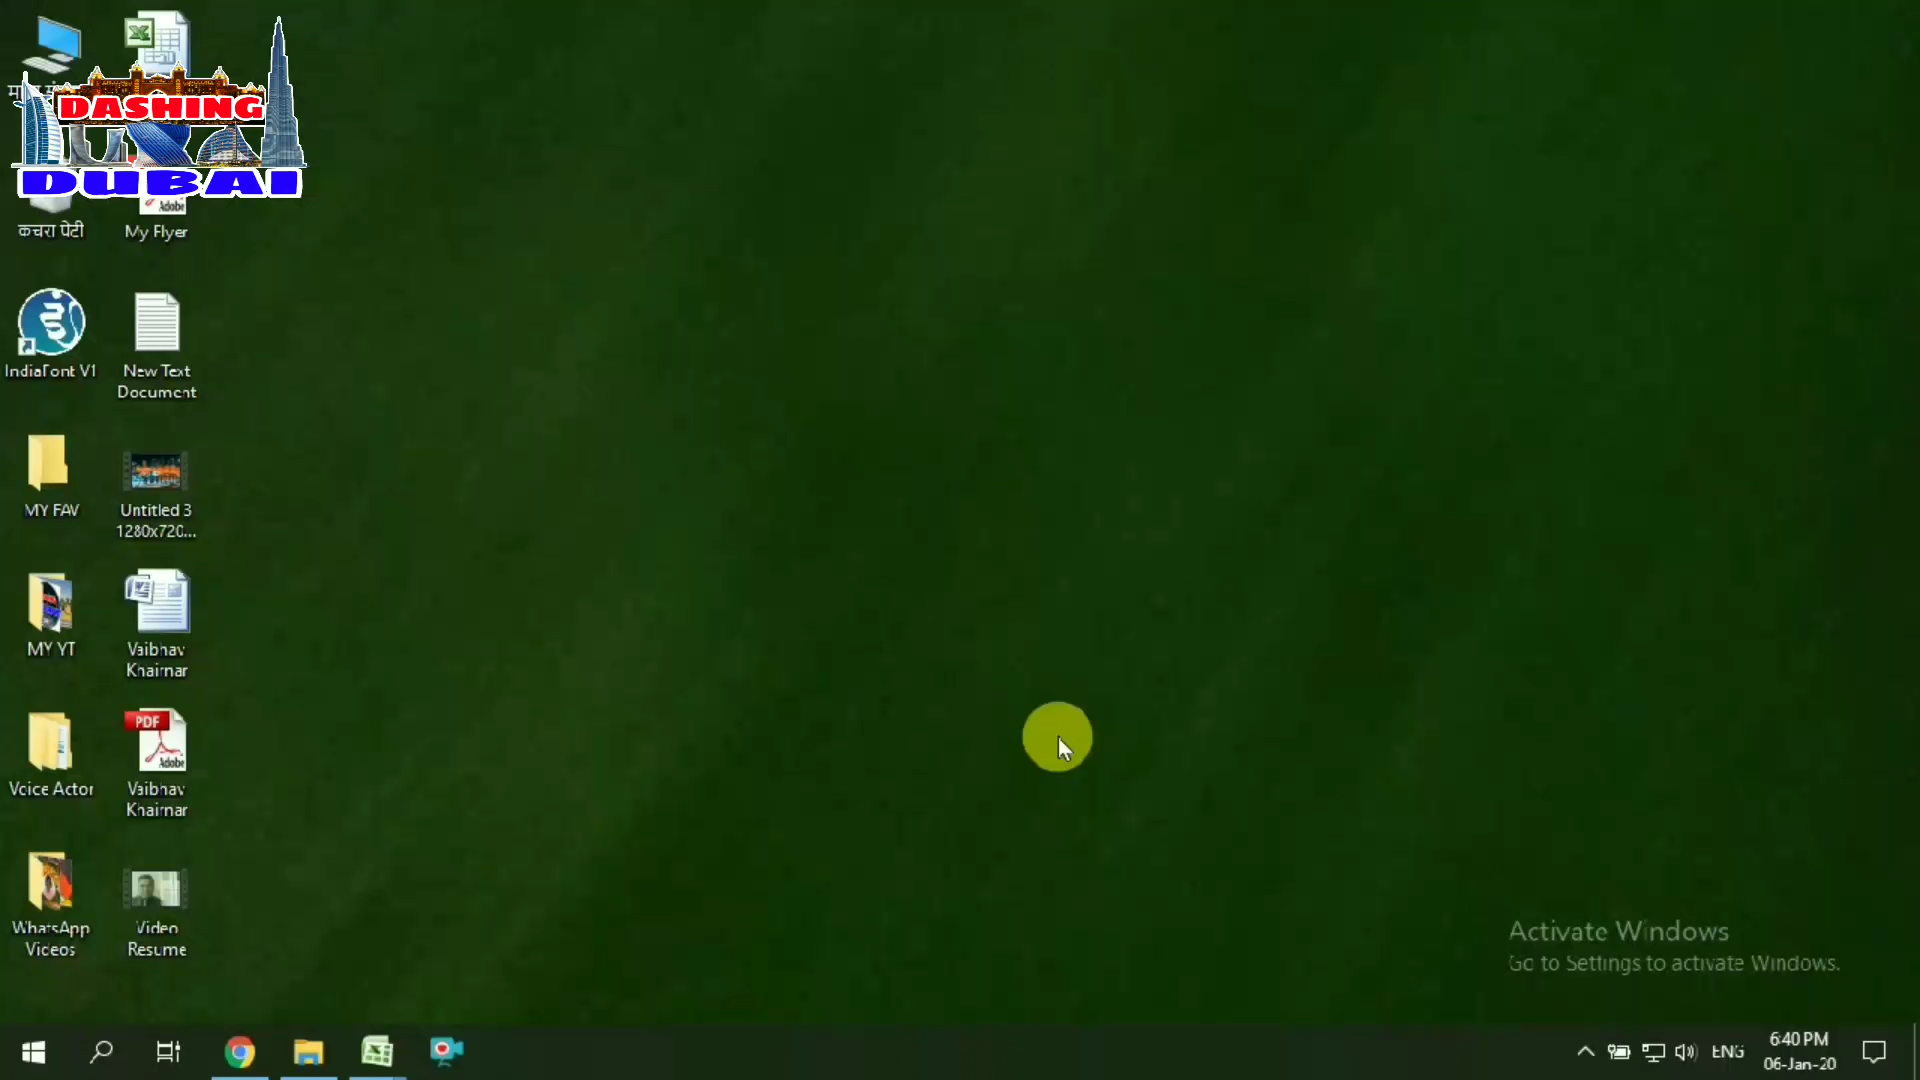 DASHING
DUBAI
Adobe
कचरा पेटी
My Flyer
IndiaFont V1
New Text
Document
MY FAV
Untitled 3
1280x720...
MY YT
Vaibhav
Khairnar
Voice Actor
PDF
Adobe
Vaibhav
Khairnar
WhatsApp
Videos
Video
Resume
Activate Windows
Go to Settings to activate Windows.
ENG
6:40 PM
06-Jan-20